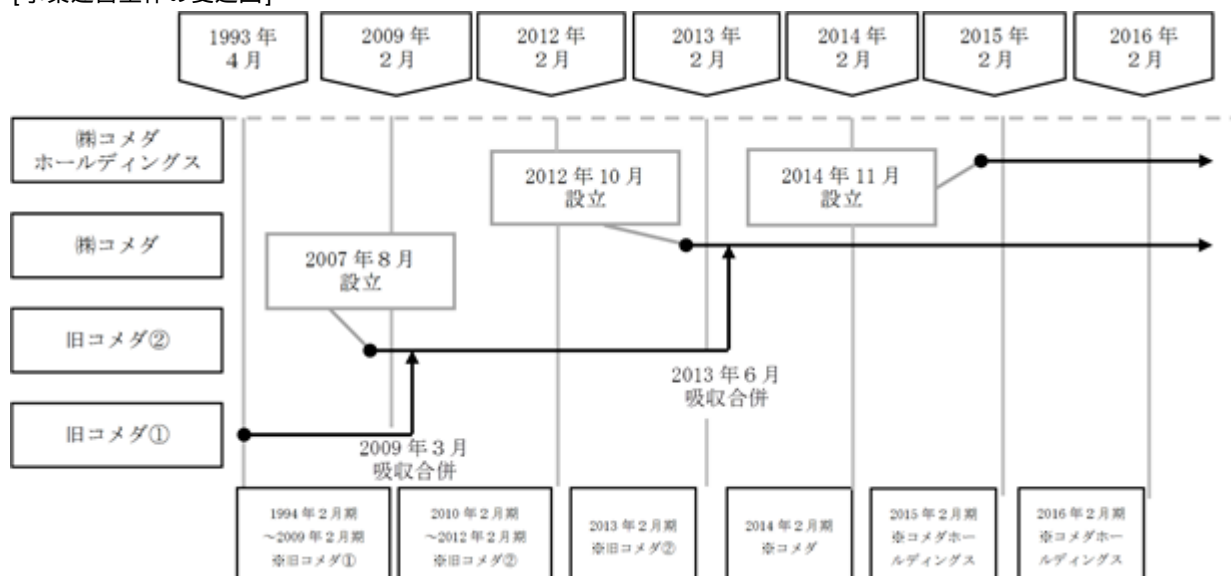 1993年
4月
2009年
2月
2012年
2月
2013年
2月
2014年
2月
2015年
2月
2016年
2月
㈱コメダ
ホールディングス
2012年10月
設立
2014年11月
設立
㈱コメダ
2007年8月
設立
旧コメダ②
2013年6月
吸収合併
旧コメダ①
2009年3月
吸収合併
1994年2月期
～2009年2月期
※旧コメダ①
2010年2月期
～2012年2月期
※旧コメダ②
2013年2月期
※旧コメダ②
2014年2月期
※コメダ
2015年2月期
※コメダホー
ルディングス
2016年2月期
※コメダホー
ルディングス